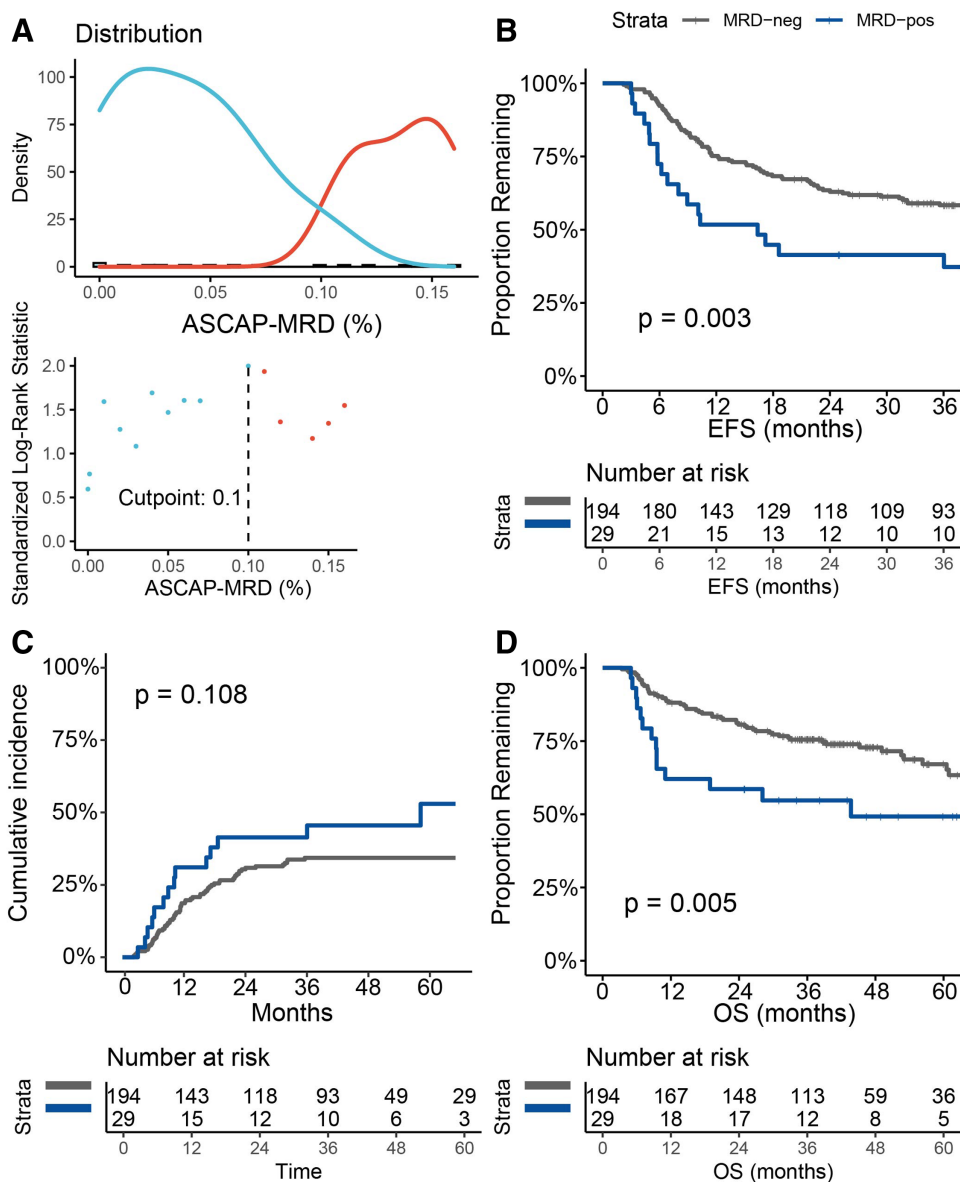 A
Distribution
Density
100
75
50
25
0
0.00 0.05 0.10 0.15
ASCAP-MRD (%)
Standardized Log-Rank Statistic
2.0
1.5
1.0
0.5
0.0
Cutpoint: 0.1
0.00 0.05 0.10 0.15
ASCAP-MRD (%)
Strata MRD-neg MRD-pos
B
Proportion Remaining
100%
75%
50%
25%
0%
p = 0.003
0 6 12 18 24 30 36
EFS (months)
Number at risk
Strata
194 180 143 129 118 109 93
29 21 15 13 12 10 10
0 6 12 18 24 30 36
EFS (months)
C
Cumulative incidence
100%
75%
50%
25%
0%
p = 0.108
0 12 24 36 48 60
Months
Number at risk
Strata
194 143 118 93 49 29
29 15 12 10 6 3
0 12 24 36 48 60
Time
D
Proportion Remaining
100%
75%
50%
25%
0%
p = 0.005
0 12 24 36 48 60
OS (months)
Number at risk
Strata
194 167 148 113 59 36
29 18 17 12 8 5
0 12 24 36 48 60
OS (months)